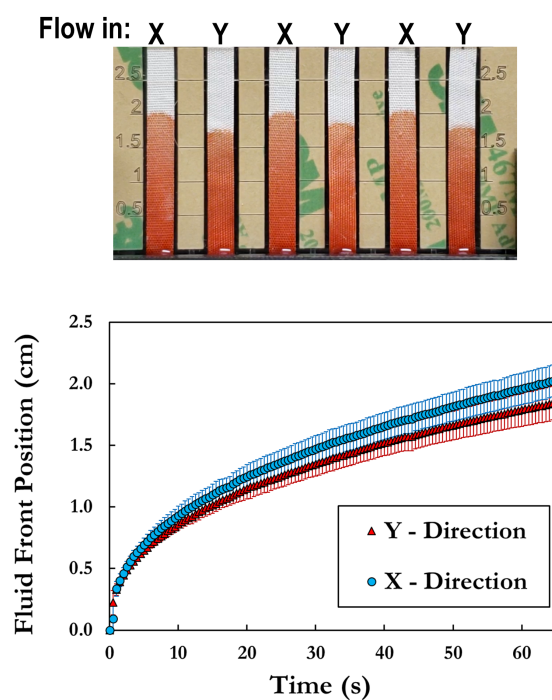 Flow in: X Y X Y X Y
2.5 2.5
2 2
1.5 1.5
1 1
0.5 0.5
Fluid Front Position (cm)
2.5
2.0
1.5
1.0
0.5
0.0
Y - Direction
X - Direction
0 10 20 30 40 50 60
Time (s)